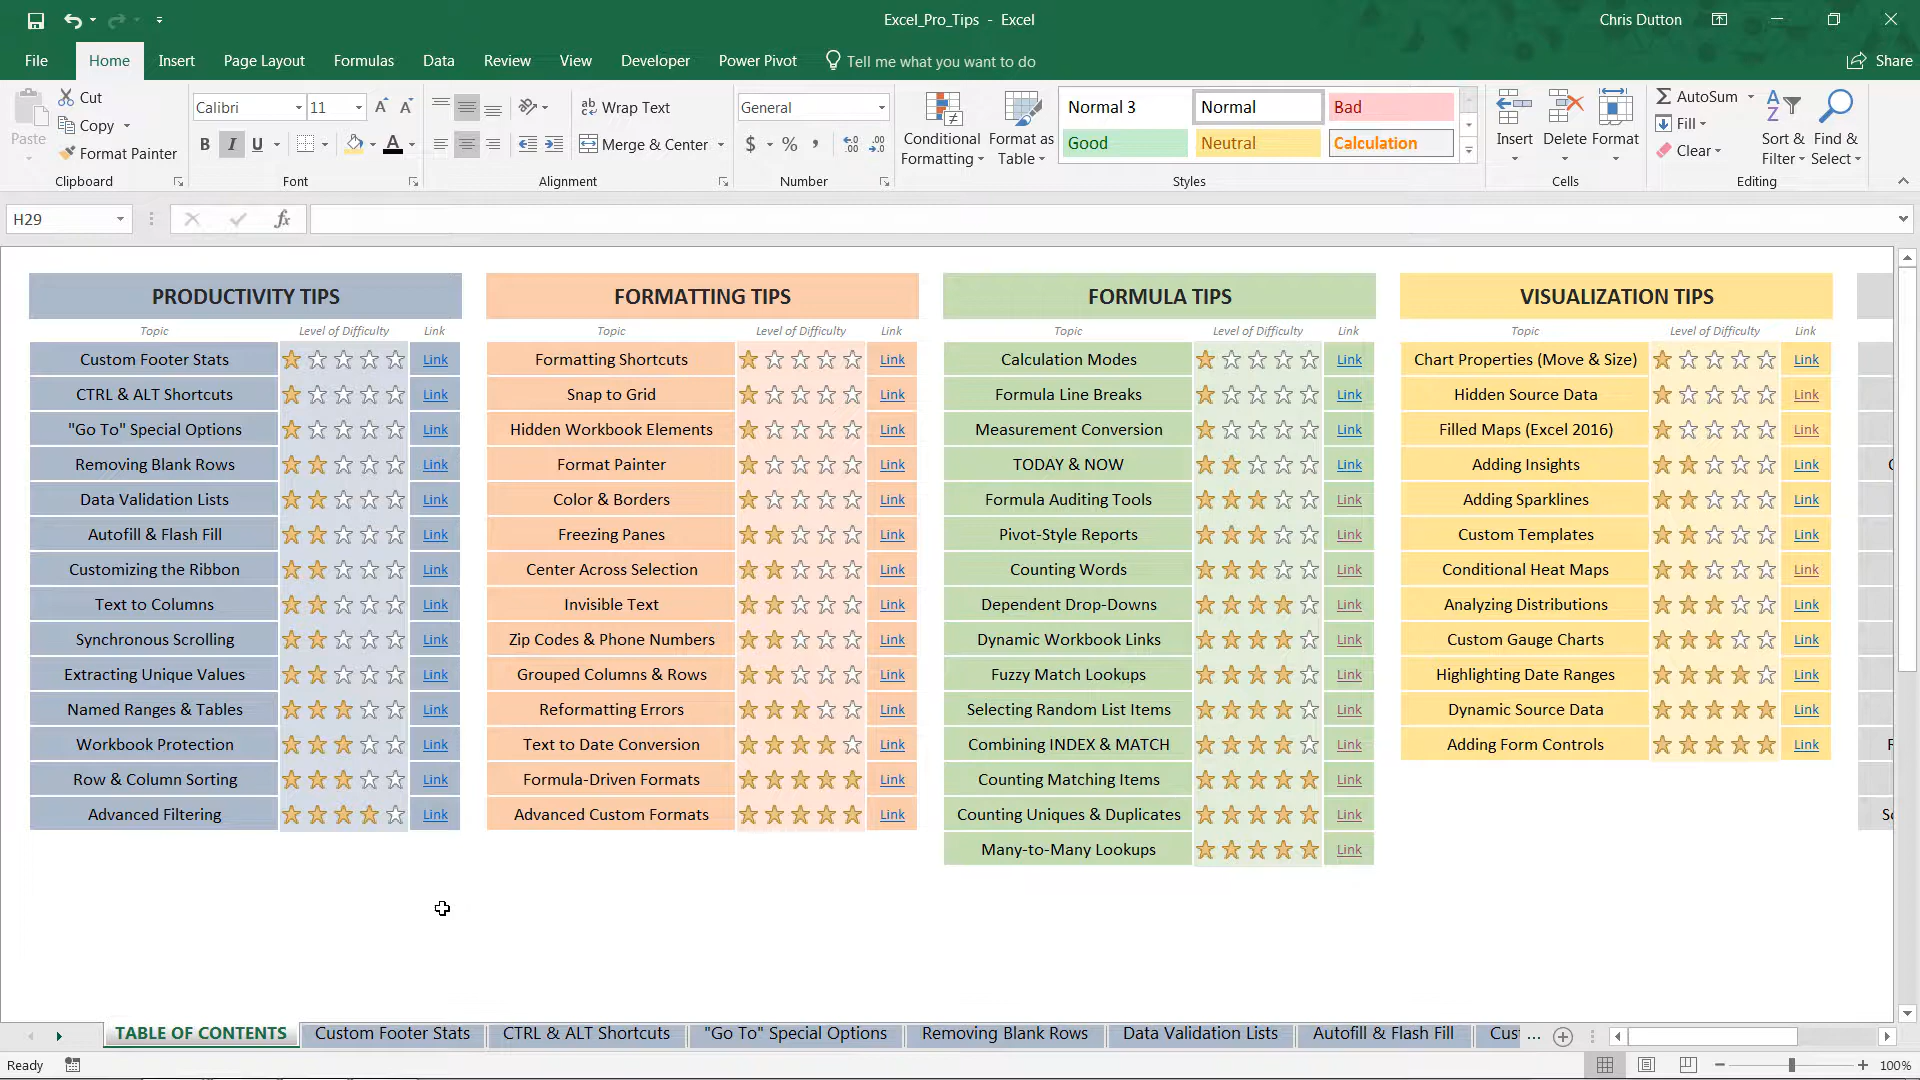 Excel_Pro_Tips - Excel
Chris Dutton
File Home Insert Page Layout Formulas Data Review View Developer Power Pivot Tell me what you want to do Share
Paste
Cut
Copy
Format Painter
Clipboard
Calibri 11
B I U
Font
Wrap Text
Merge & Center
Alignment
General
$ % ,
Number
Conditional Formatting
Format as Table
Normal 3 Normal Bad
Good Neutral Calculation
Styles
Insert Delete Format
Cells
AutoSum
Fill
Clear
Sort & Filter
Find & Select
Editing
H29
fx
PRODUCTIVITY TIPS
Topic Level of Difficulty Link
Custom Footer Stats Link
CTRL & ALT Shortcuts Link
"Go To" Special Options Link
Removing Blank Rows Link
Data Validation Lists Link
Autofill & Flash Fill Link
Customizing the Ribbon Link
Text to Columns Link
Synchronous Scrolling Link
Extracting Unique Values Link
Named Ranges & Tables Link
Workbook Protection Link
Row & Column Sorting Link
Advanced Filtering Link
FORMATTING TIPS
Topic Level of Difficulty Link
Formatting Shortcuts Link
Snap to Grid Link
Hidden Workbook Elements Link
Format Painter Link
Color & Borders Link
Freezing Panes Link
Center Across Selection Link
Invisible Text Link
Zip Codes & Phone Numbers Link
Grouped Columns & Rows Link
Reformatting Errors Link
Text to Date Conversion Link
Formula-Driven Formats Link
Advanced Custom Formats Link
FORMULA TIPS
Topic Level of Difficulty Link
Calculation Modes Link
Formula Line Breaks Link
Measurement Conversion Link
TODAY & NOW Link
Formula Auditing Tools Link
Pivot-Style Reports Link
Counting Words Link
Dependent Drop-Downs Link
Dynamic Workbook Links Link
Fuzzy Match Lookups Link
Selecting Random List Items Link
Combining INDEX & MATCH Link
Counting Matching Items Link
Counting Uniques & Duplicates Link
Many-to-Many Lookups Link
VISUALIZATION TIPS
Topic Level of Difficulty Link
Chart Properties (Move & Size) Link
Hidden Source Data Link
Filled Maps (Excel 2016) Link
Adding Insights Link
Adding Sparklines Link
Custom Templates Link
Conditional Heat Maps Link
Analyzing Distributions Link
Custom Gauge Charts Link
Highlighting Date Ranges Link
Dynamic Source Data Link
Adding Form Controls Link
TABLE OF CONTENTS Custom Footer Stats CTRL & ALT Shortcuts "Go To" Special Options Removing Blank Rows Data Validation Lists Autofill & Flash Fill Cus ...
Ready
100%